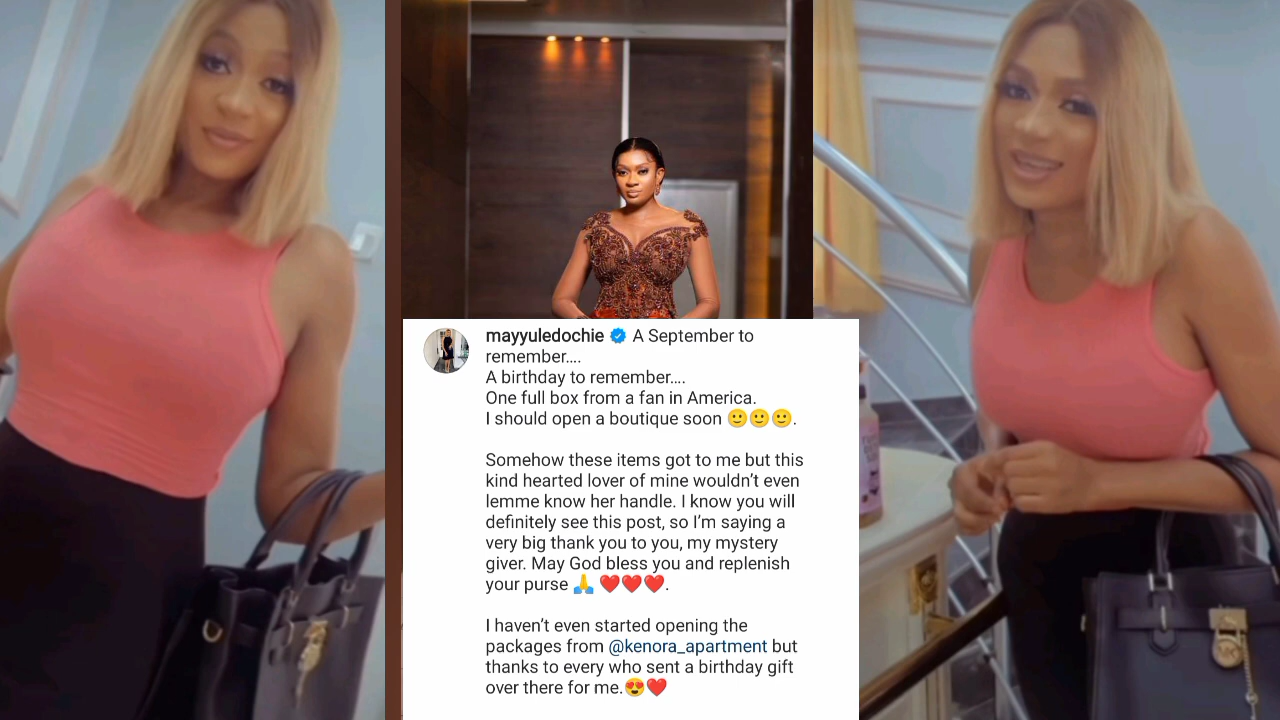 mayyuledochie A September to
remember....
A birthday to remember....
One full box from a fan in America.
I should open a boutique soon 🙂🙂🙂.
Somehow these items got to me but this
kind hearted lover of mine wouldn't even
lemme know her handle. I know you will
definitely see this post, so I'm saying a
very big thank you to you, my mystery
giver. May God bless you and replenish
your purse 🙏 ❤️❤️❤️.
I haven't even started opening the
packages from @kenora_apartment but
thanks to every who sent a birthday gift
over there for me.😍❤️
MK